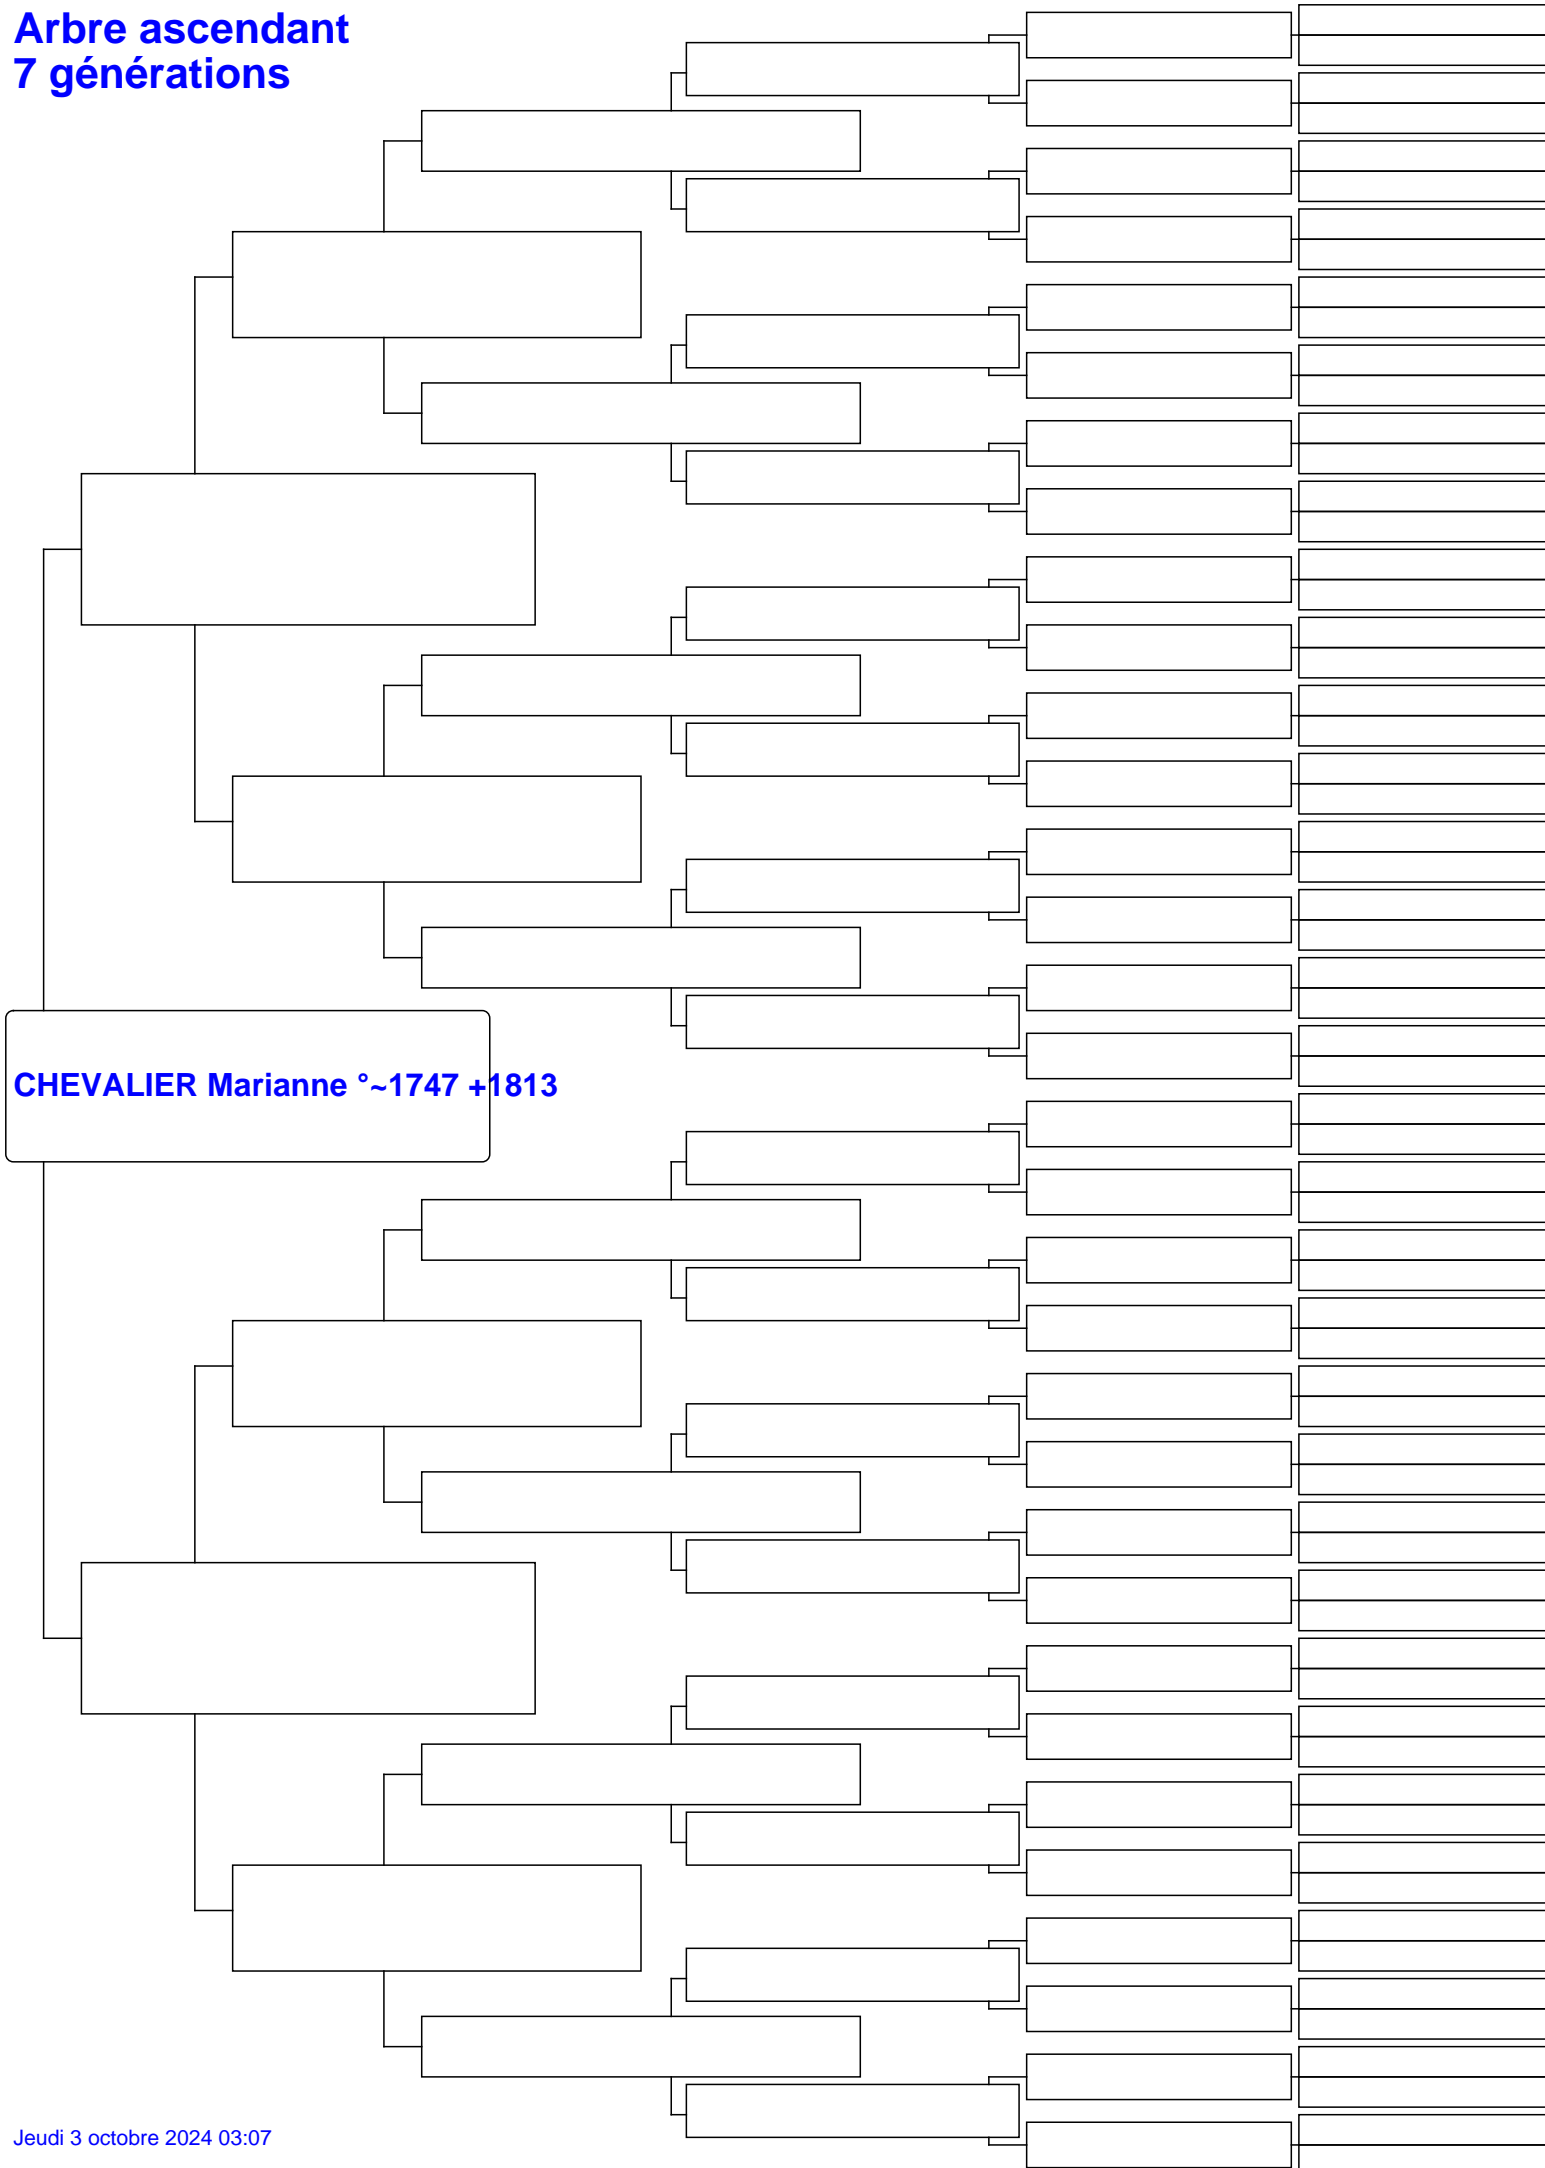 Arbre ascendant
7 générations
CHEVALIER Marianne °~1747 +1813
Jeudi 3 octobre 2024 03:07